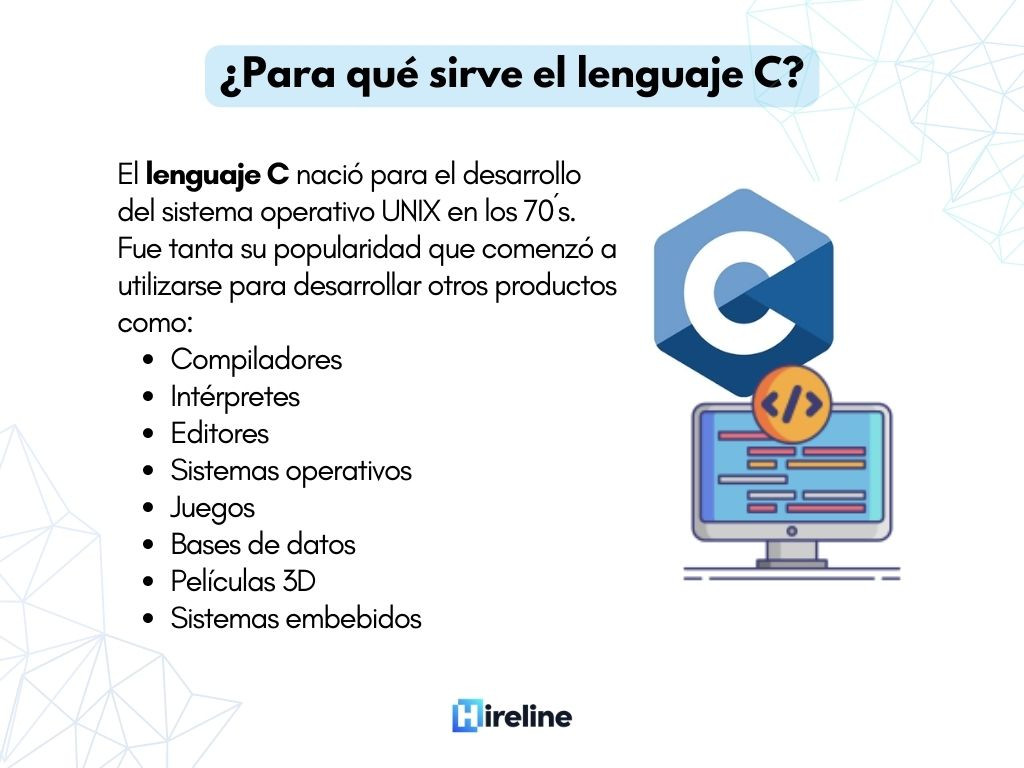 ¿Para qué sirve el lenguaje C?
El lenguaje C nació para el desarrollo
del sistema operativo UNIX en los 70´s.
Fue tanta su popularidad que comenzó a
utilizarse para desarrollar otros productos
como:
• Compiladores
• Intérpretes
• Editores
• Sistemas operativos
• Juegos
• Bases de datos
• Películas 3D
• Sistemas embebidos
C
</>
Hireline